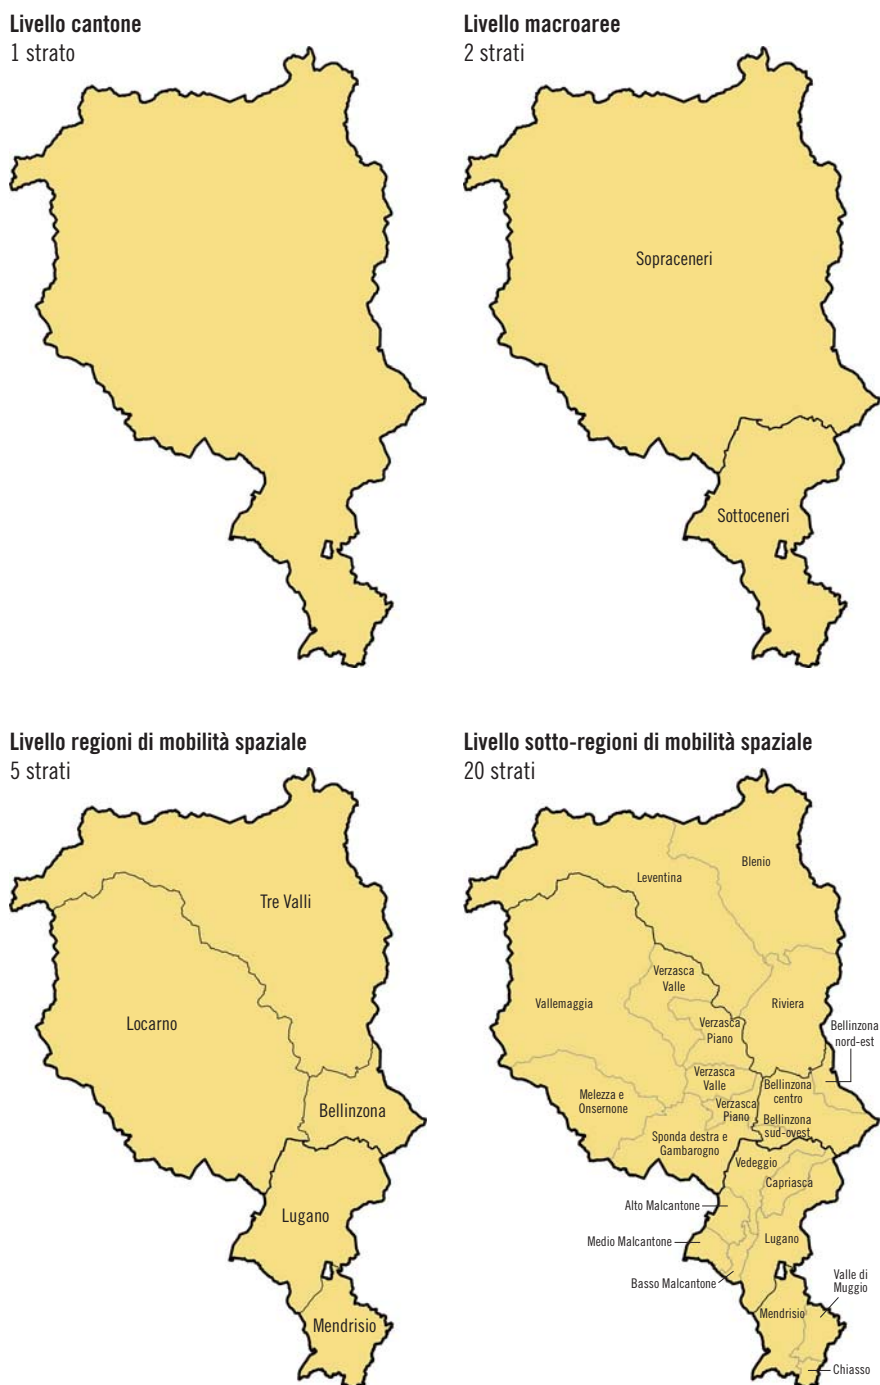 Livello cantone
1 strato
Livello macroaree
2 strati
Sopraceneri
Sottoceneri
Livello regioni di mobilità spaziale
5 strati
Tre Valli
Locarno
Bellinzona
Lugano
Mendrisio
Livello sotto-regioni di mobilità spaziale
20 strati
Blenio
Leventina
Verzasca
Valle
Vallemaggia
Riviera
Verzasca
Piano
Bellinzona
nord-est
Verzasca
Valle
Bellinzona
centro
Melezza e
Onsernone
Verzasca
Piano
Bellinzona
sud-ovest
Sponda destra e
Gambarogno
Vedeggio
Capriasca
Alto Malcantone
Medio Malcantone
Lugano
Basso Malcantone
Valle di
Muggio
Mendrisio
Chiasso